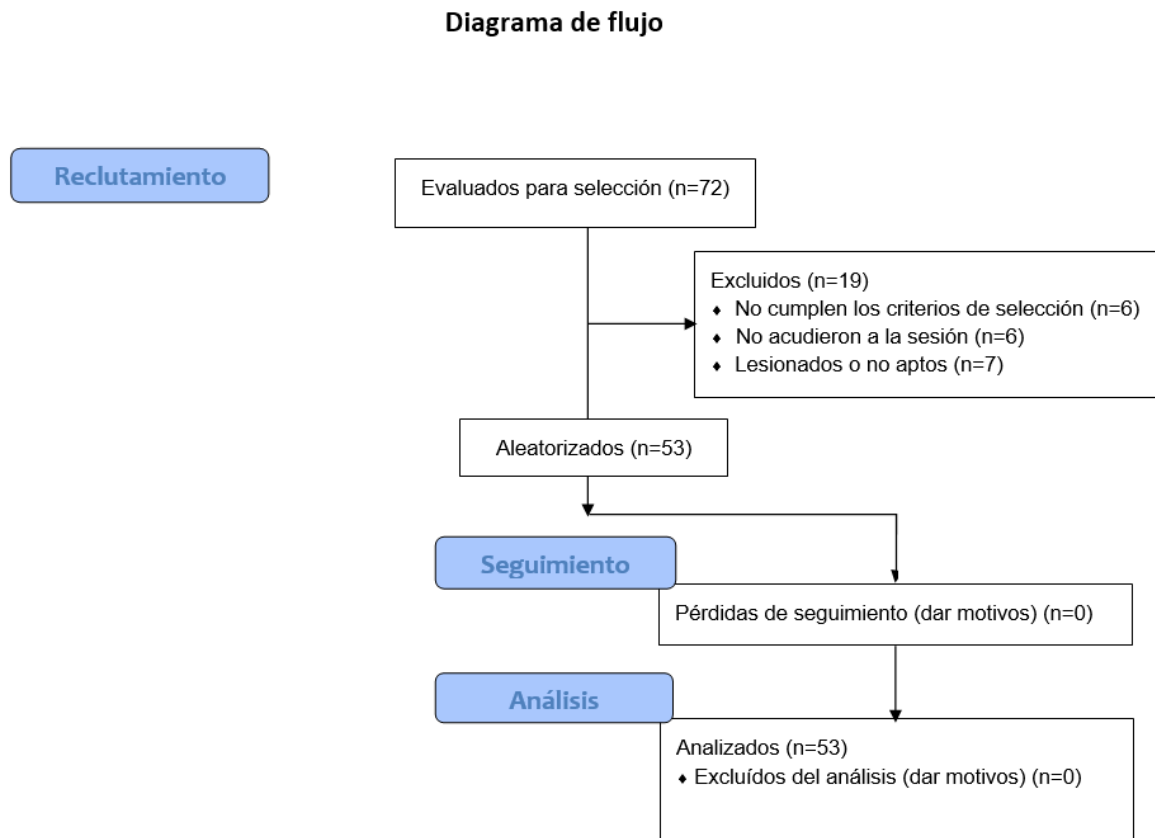 Diagrama de flujo
Reclutamiento
Evaluados para selección (n=72)
Excluidos (n=19)
♦ No cumplen los criterios de selección (n=6)
♦ No acudieron a la sesión (n=6)
♦ Lesionados o no aptos (n=7)
Aleatorizados (n=53)
Seguimiento
Pérdidas de seguimiento (dar motivos) (n=0)
Análisis
Analizados (n=53)
♦ Excluídos del análisis (dar motivos) (n=0)